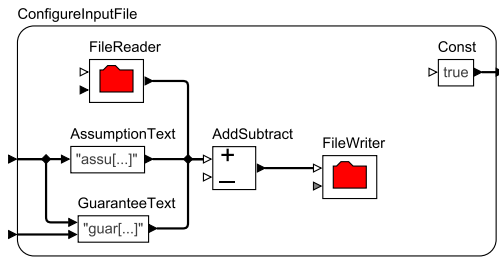 ConfigureInputFile
FileReader
Const
true
AssumptionText
"assu[...]"
AddSubtract
+
_
FileWriter
GuaranteeText
"guar[...]"